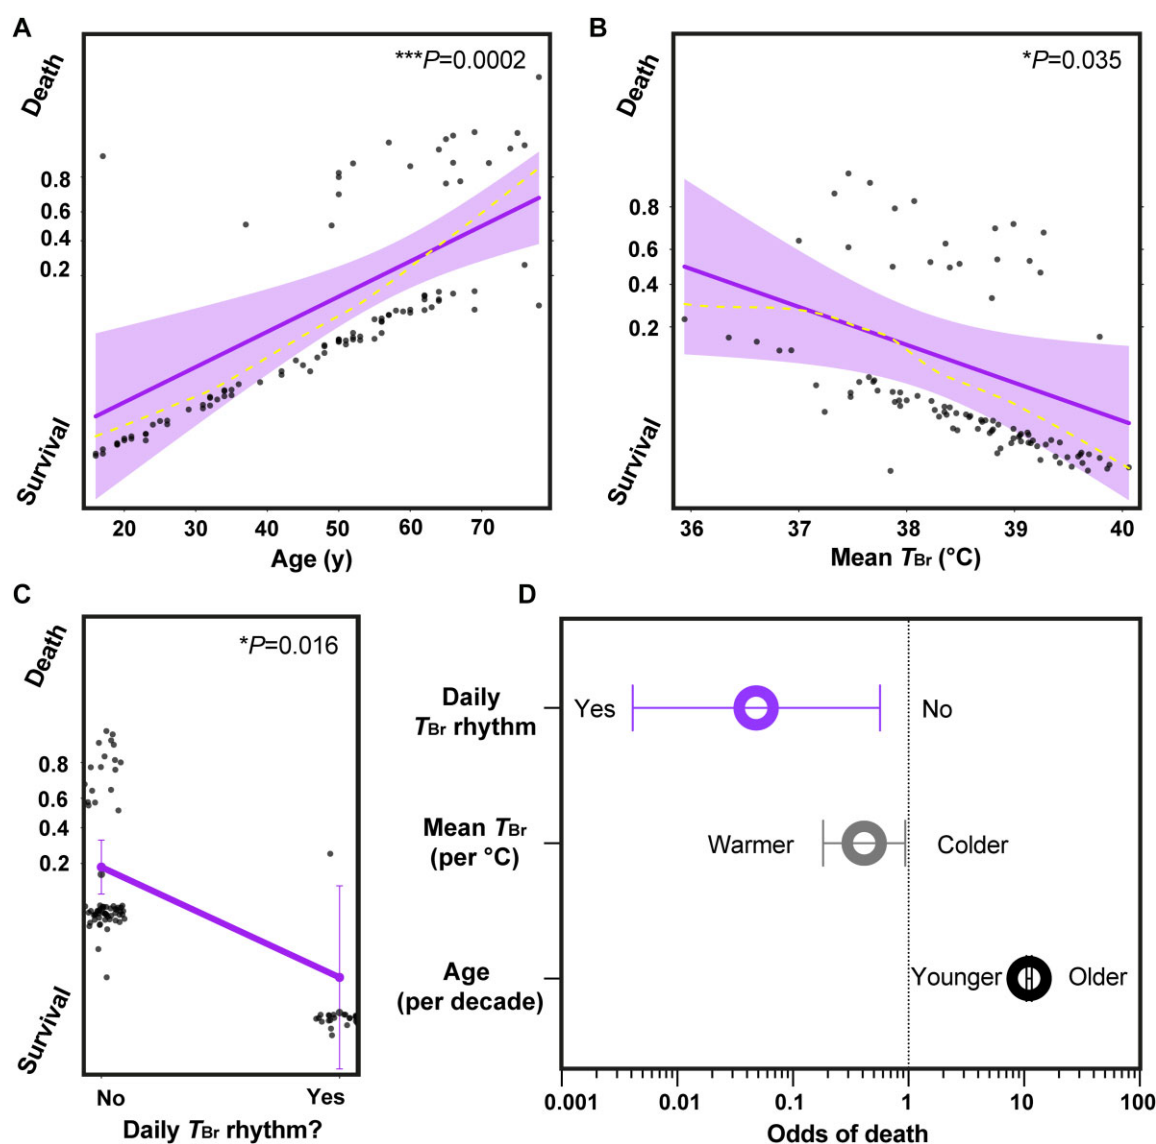 A
***P=0.0002
Death
0.8
0.6
0.4
0.2
Survival
20 30 40 50 60 70
Age (y)
B
*P=0.035
Death
0.8
0.6
0.4
0.2
Survival
36 37 38 39 40
Mean TBr (°C)
C
*P=0.016
Death
0.8
0.6
0.4
0.2
Survival
No Yes
Daily TBr rhythm?
D
Daily
TBr rhythm
Yes No
Mean TBr
(per °C)
Warmer Colder
Age
(per decade)
Younger Older
0.001 0.01 0.1 1 10 100
Odds of death